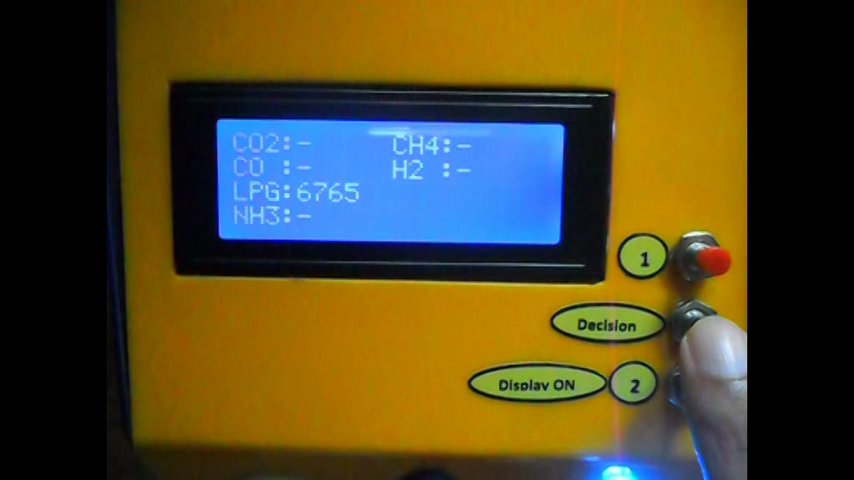 CO2:- CH4:-
CO :- H2 :-
LPG:6765
NH3:-
1
Decision
Display ON 2